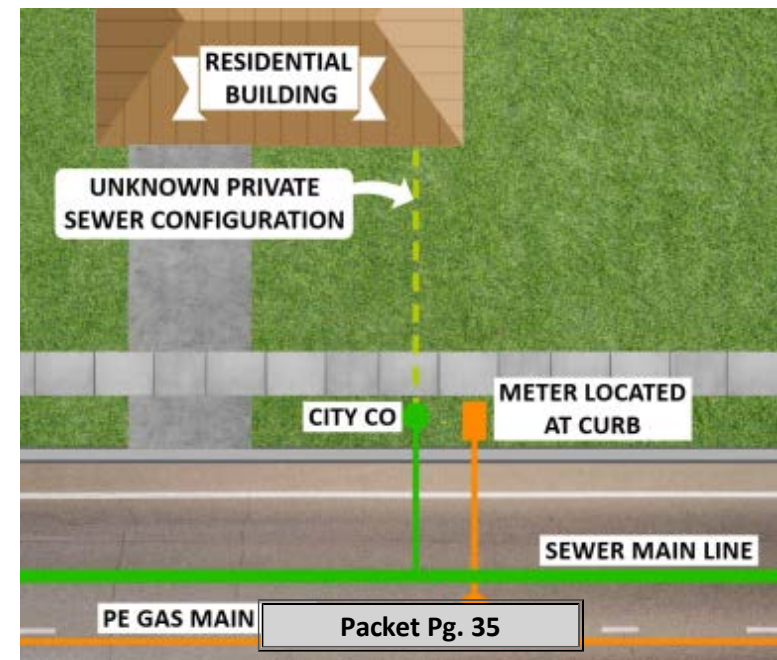 RESIDENTIAL
BUILDING
UNKNOWN PRIVATE
SEWER CONFIGURATION
CITY CO
METER LOCATED
AT CURB
SEWER MAIN LINE
PE GAS MAIN
Packet Pg. 35